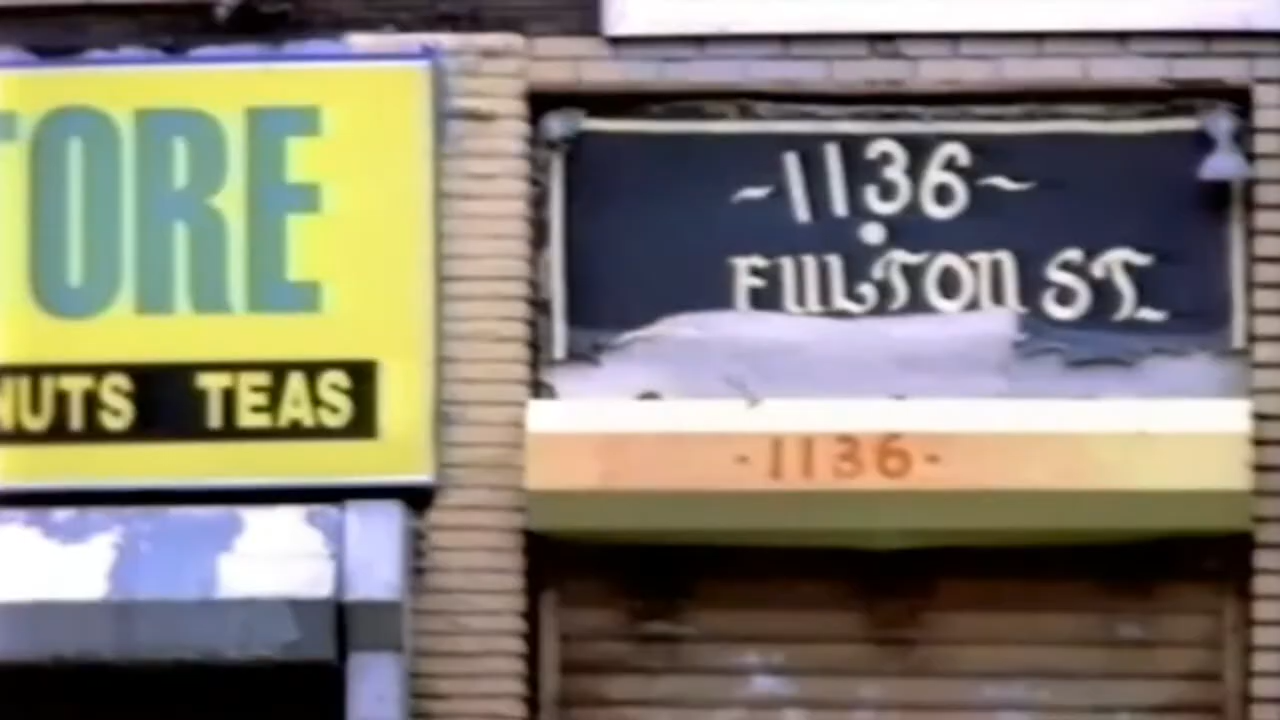 TORE
NUTS TEAS
~1136~
FULTON ST.
-1136-